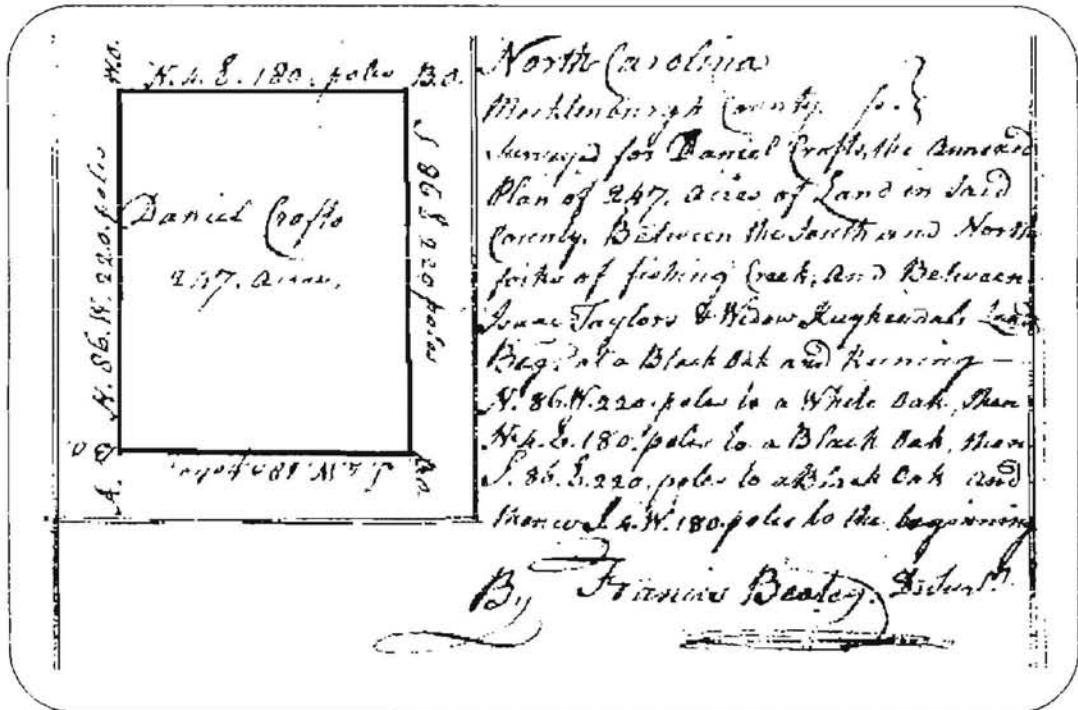 N. 4. E. 180. poles B.O.
W.O.
N. 86. W. 220. poles
S 86 E 220 poles
Daniel Crafts
247. acres.
B.O.
A.
S. 4. W. 180 poles
B.O.
North Carolina
Mecklenburgh County. ss.
Surveyed for Daniel Crafts, the annexed
Plan of 247. acres of Land in Said
County. Between the South and North
forks of fishing Creek, and Between
Isaac Taylors & Widow Kuykendals Land
Beg. at a Black Oak and Runing —
N. 86. W. 220. poles to a White Oak, then
N. 4. E. 180. poles to a Black Oak, then
S. 86. E. 220. poles to a Black Oak and
thence S. 4. W. 180. poles to the beginning
By Francis Beatey.